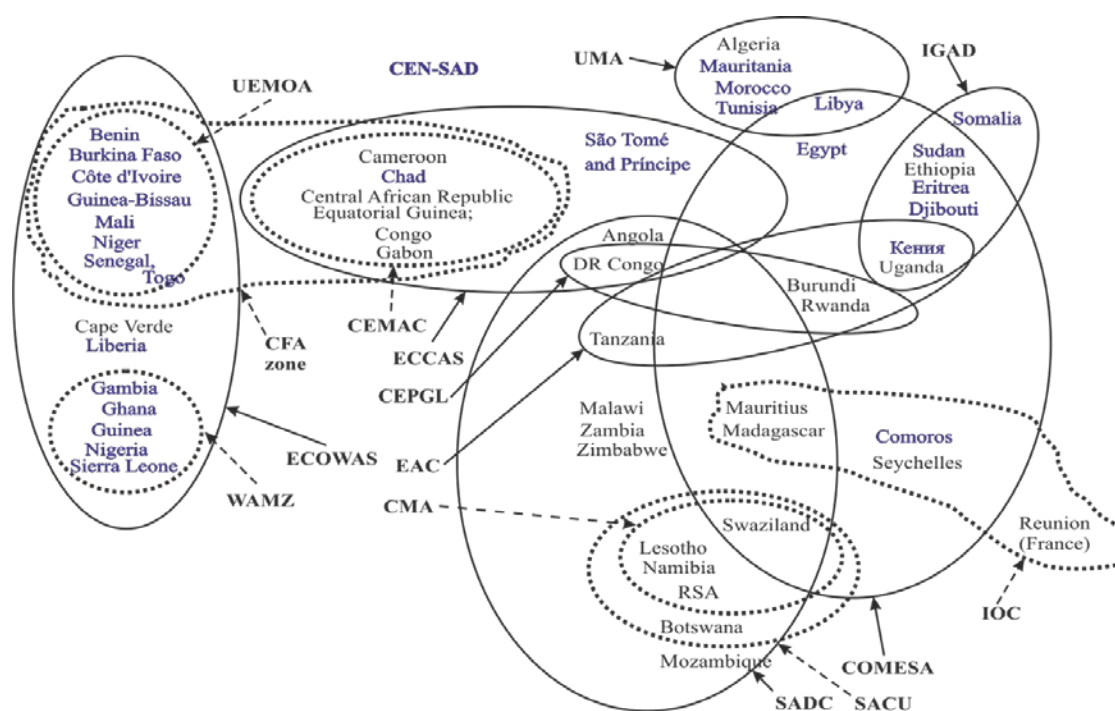 CEN-SAD
UMA
IGAD
UEMOA
Algeria
Mauritania
Morocco
Tunisia
Libya
Somalia
Benin
Burkina Faso
Côte d'Ivoire
Guinea-Bissau
Mali
Niger
Senegal,
Togo
Cameroon
Chad
Central African Republic
Equatorial Guinea;
Congo
Gabon
São Tomé
and Príncipe
Egypt
Sudan
Ethiopia
Eritrea
Djibouti
Кения
Uganda
Angola
DR Congo
Burundi
Rwanda
Tanzania
Cape Verde
Liberia
CFA
zone
CEMAC
ECCAS
CEPGL
Gambia
Ghana
Guinea
Nigeria
Sierra Leone
ECOWAS
WAMZ
EAC
CMA
Malawi
Zambia
Zimbabwe
Mauritius
Madagascar
Comoros
Seychelles
Reunion
(France)
Swaziland
Lesotho
Namibia
RSA
Botswana
Mozambique
IOC
COMESA
SADC
SACU